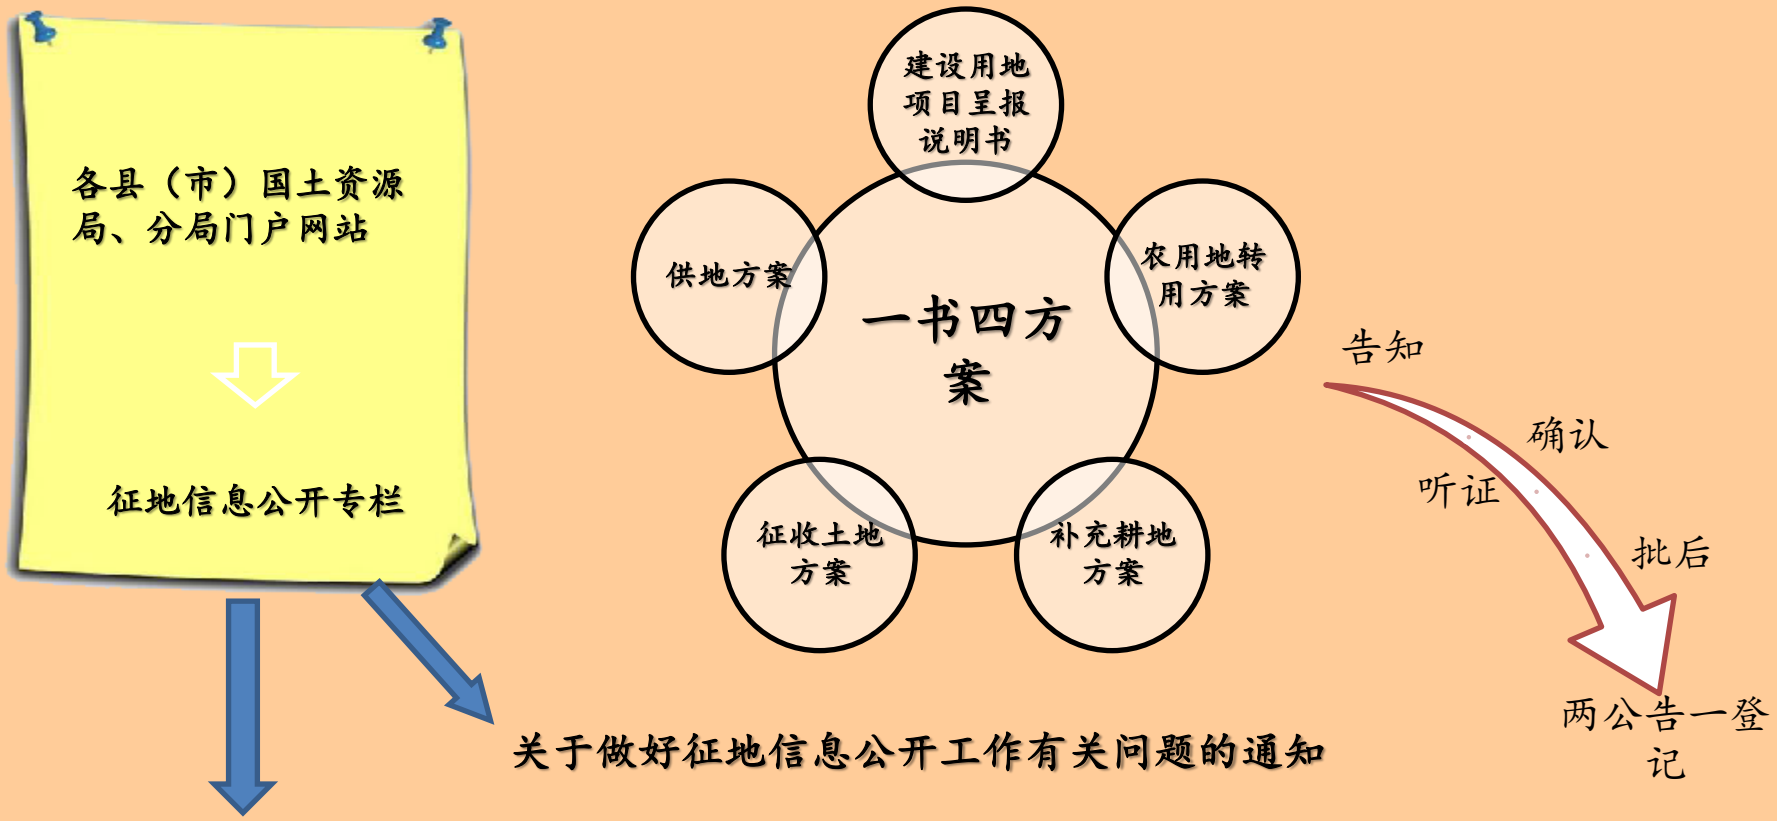 各县（市）国土资源
局、分局门户网站
征地信息公开专栏
建设用地
项目呈报
说明书
供地方案
农用地转
用方案
一书四方
案
征收土地
方案
补充耕地
方案
告知
确认
听证
批后
两公告一登
记
关于做好征地信息公开工作有关问题的通知